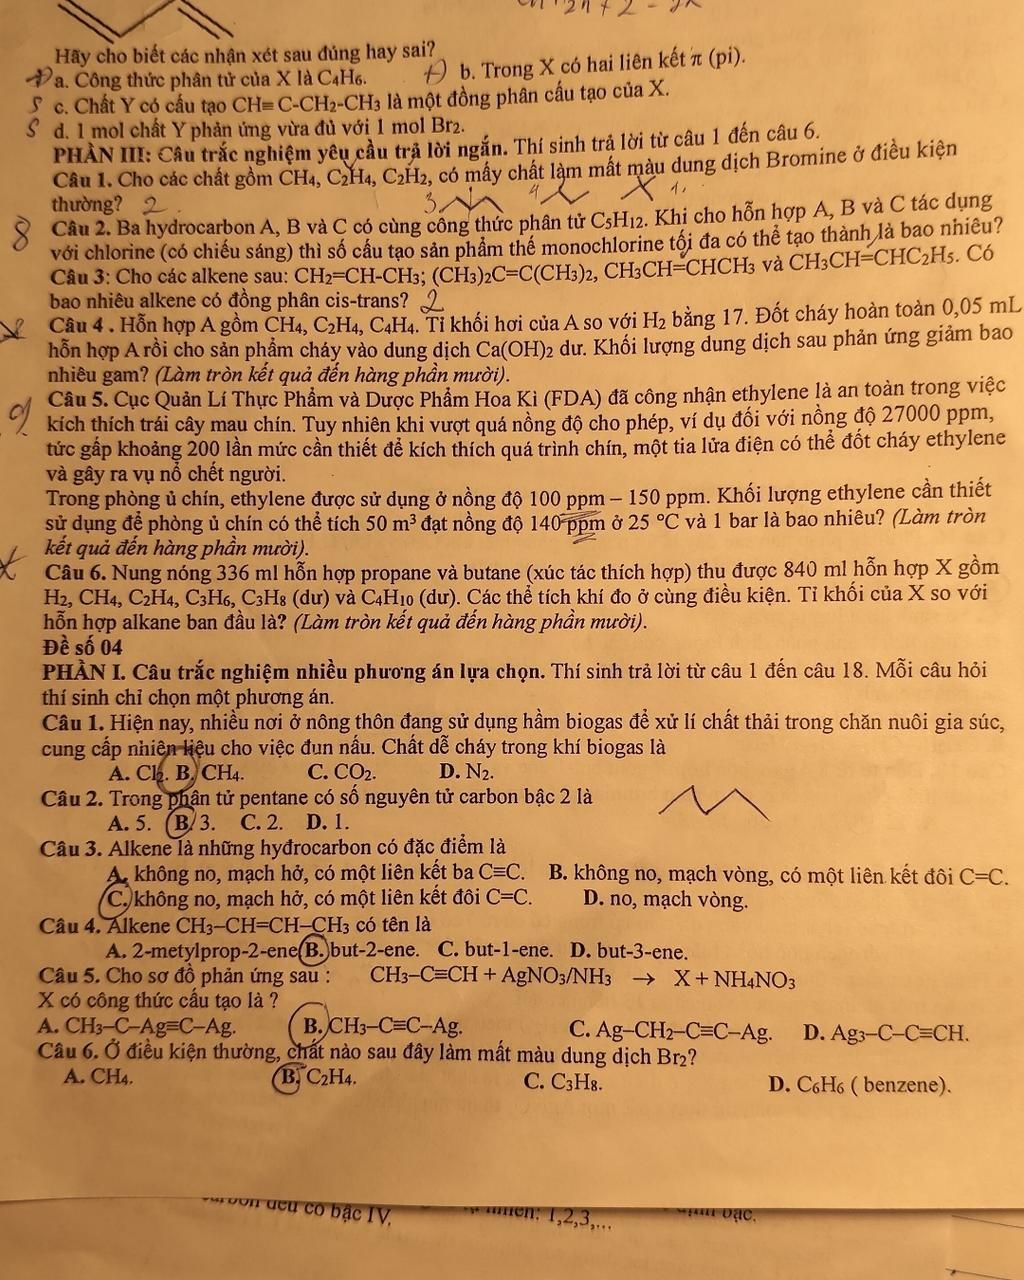 Hãy cho biết các nhận xét sau đúng hay sai?
a. Công thức phân tử của X là C4H6. b. Trong X có hai liên kết π (pi).
S c. Chất Y có cấu tạo CH≡ C-CH2-CH3 là một đồng phân cấu tạo của X.
S d. 1 mol chất Y phản ứng vừa đủ với 1 mol Br2.
PHẦN III: Câu trắc nghiệm yêu cầu trả lời ngắn. Thí sinh trả lời từ câu 1 đến câu 6.
Câu 1. Cho các chất gồm CH4, C2H4, C2H2, có mấy chất làm mất màu dung dịch Bromine ở điều kiện
thường? 2 3 4 1
8 Câu 2. Ba hydrocarbon A, B và C có cùng công thức phân tử C5H12. Khi cho hỗn hợp A, B và C tác dụng
với chlorine (có chiếu sáng) thì số cấu tạo sản phẩm thế monochlorine tối đa có thể tạo thành là bao nhiêu?
Câu 3: Cho các alkene sau: CH2=CH-CH3; (CH3)2C=C(CH3)2, CH3CH=CHCH3 và CH3CH=CHC2H5. Có
bao nhiêu alkene có đồng phân cis-trans? 2
Câu 4 . Hỗn hợp A gồm CH4, C2H4, C4H4. Tỉ khối hơi của A so với H2 bằng 17. Đốt cháy hoàn toàn 0,05 mL
hỗn hợp A rồi cho sản phẩm cháy vào dung dịch Ca(OH)2 dư. Khối lượng dung dịch sau phản ứng giảm bao
nhiêu gam? (Làm tròn kết quả đến hàng phần mười).
Câu 5. Cục Quản Lí Thực Phẩm và Dược Phẩm Hoa Kì (FDA) đã công nhận ethylene là an toàn trong việc
kích thích trái cây mau chín. Tuy nhiên khi vượt quá nồng độ cho phép, ví dụ đối với nồng độ 27000 ppm,
tức gấp khoảng 200 lần mức cần thiết để kích thích quá trình chín, một tia lửa điện có thể đốt cháy ethylene
và gây ra vụ nổ chết người.
Trong phòng ủ chín, ethylene được sử dụng ở nồng độ 100 ppm – 150 ppm. Khối lượng ethylene cần thiết
sử dụng để phòng ủ chín có thể tích 50 m³ đạt nồng độ 140 ppm ở 25 °C và 1 bar là bao nhiêu? (Làm tròn
kết quả đến hàng phần mười).
Câu 6. Nung nóng 336 ml hỗn hợp propane và butane (xúc tác thích hợp) thu được 840 ml hỗn hợp X gồm
H2, CH4, C2H4, C3H6, C3H8 (dư) và C4H10 (dư). Các thể tích khí đo ở cùng điều kiện. Tỉ khối của X so với
hỗn hợp alkane ban đầu là? (Làm tròn kết quả đến hàng phần mười).
Đề số 04
PHẦN I. Câu trắc nghiệm nhiều phương án lựa chọn. Thí sinh trả lời từ câu 1 đến câu 18. Mỗi câu hỏi
thí sinh chỉ chọn một phương án.
Câu 1. Hiện nay, nhiều nơi ở nông thôn đang sử dụng hầm biogas để xử lí chất thải trong chăn nuôi gia súc,
cung cấp nhiên liệu cho việc đun nấu. Chất dễ cháy trong khí biogas là
A. Cl2. B. CH4. C. CO2. D. N2.
Câu 2. Trong phân tử pentane có số nguyên tử carbon bậc 2 là
A. 5. B. 3. C. 2. D. 1.
Câu 3. Alkene là những hyđrocarbon có đặc điểm là
A. không no, mạch hở, có một liên kết ba C≡C. B. không no, mạch vòng, có một liên kết đôi C=C.
C. không no, mạch hở, có một liên kết đôi C=C. D. no, mạch vòng.
Câu 4. Alkene CH3–CH=CH–CH3 có tên là
A. 2-metylprop-2-ene B. but-2-ene. C. but-1-ene. D. but-3-ene.
Câu 5. Cho sơ đồ phản ứng sau : CH3–C≡CH + AgNO3/NH3 → X + NH4NO3
X có công thức cấu tạo là ?
A. CH3–C–Ag≡C–Ag. B. CH3–C≡C–Ag. C. Ag–CH2–C≡C–Ag. D. Ag3–C–C≡CH.
Câu 6. Ở điều kiện thường, chất nào sau đây làm mất màu dung dịch Br2?
A. CH4. B. C2H4. C. C3H8. D. C6H6 ( benzene).
đều có bậc IV. nhiên: 1,2,3,... bậc.